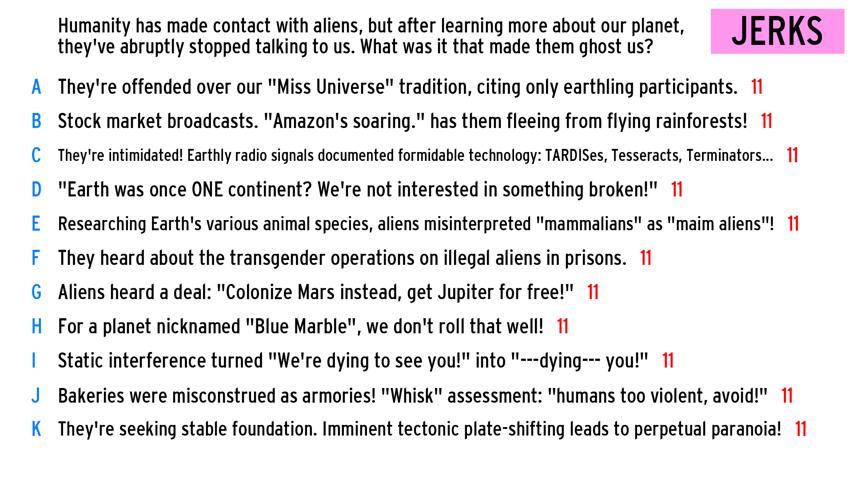 Humanity has made contact with aliens, but after learning more about our planet,
they've abruptly stopped talking to us. What was it that made them ghost us?
JERKS
A They're offended over our "Miss Universe" tradition, citing only earthling participants. 11
B Stock market broadcasts. "Amazon's soaring." has them fleeing from flying rainforests! 11
C They're intimidated! Earthly radio signals documented formidable technology: TARDISes, Tesseracts, Terminators... 11
D "Earth was once ONE continent? We're not interested in something broken!" 11
E Researching Earth's various animal species, aliens misinterpreted "mammalians" as "maim aliens"! 11
F They heard about the transgender operations on illegal aliens in prisons. 11
G Aliens heard a deal: "Colonize Mars instead, get Jupiter for free!" 11
H For a planet nicknamed "Blue Marble", we don't roll that well! 11
I Static interference turned "We're dying to see you!" into "---dying--- you!" 11
J Bakeries were misconstrued as armories! "Whisk" assessment: "humans too violent, avoid!" 11
K They're seeking stable foundation. Imminent tectonic plate-shifting leads to perpetual paranoia! 11